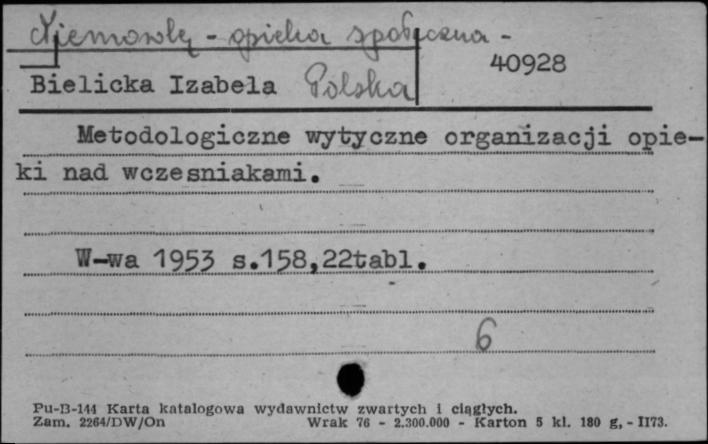 Niemowlę - opieka społeczna -
40928
Bielicka Izabela Polska
Metodologiczne wytyczne organizacji opie-
ki nad wczesniakami.
W-wa 1953 s.158,22tabl.
6
Pu-B-144 Karta katalogowa wydawnictw zwartych i ciągłych.
Zam. 2264/DW/On Wrak 76 - 2.300.000 - Karton 5 kl. 180 g, - II73.